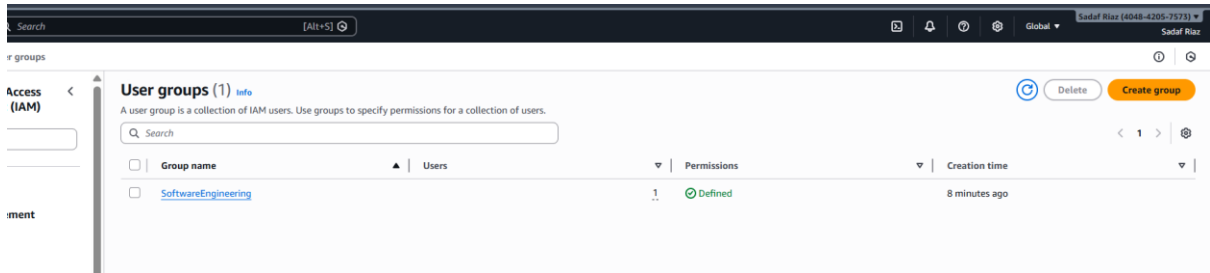 Search [Alt+S] Global ▼ Sadaf Riaz (4048-4205-7573) ▼
Sadaf Riaz
er groups
Access
(IAM)
ement
User groups (1) Info
A user group is a collection of IAM users. Use groups to specify permissions for a collection of users.
Delete Create group
Search
< 1 >
Group name ▲ Users Permissions Creation time
SoftwareEngineering 1 Defined 8 minutes ago